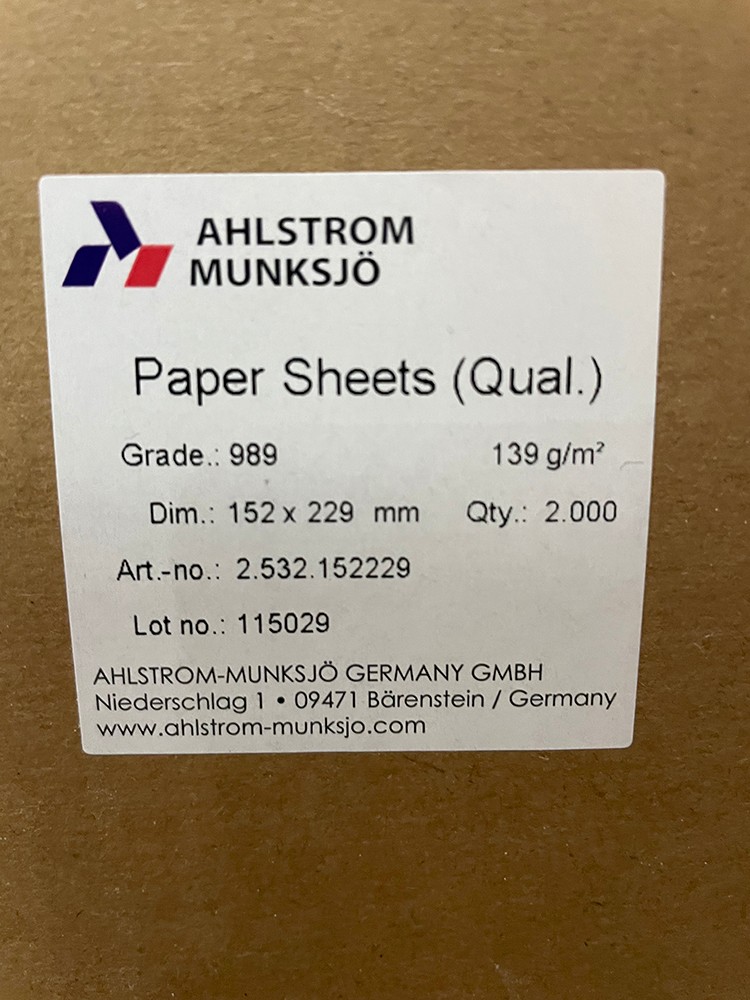 AHLSTROM
MUNKSJÖ
Paper Sheets (Qual.)
Grade.: 989 139 g/m²
Dim.: 152 x 229 mm Qty.: 2.000
Art.-no.: 2.532.152229
Lot no.: 115029
AHLSTROM-MUNKSJÖ GERMANY GMBH
Niederschlag 1 • 09471 Bärenstein / Germany
www.ahlstrom-munksjo.com